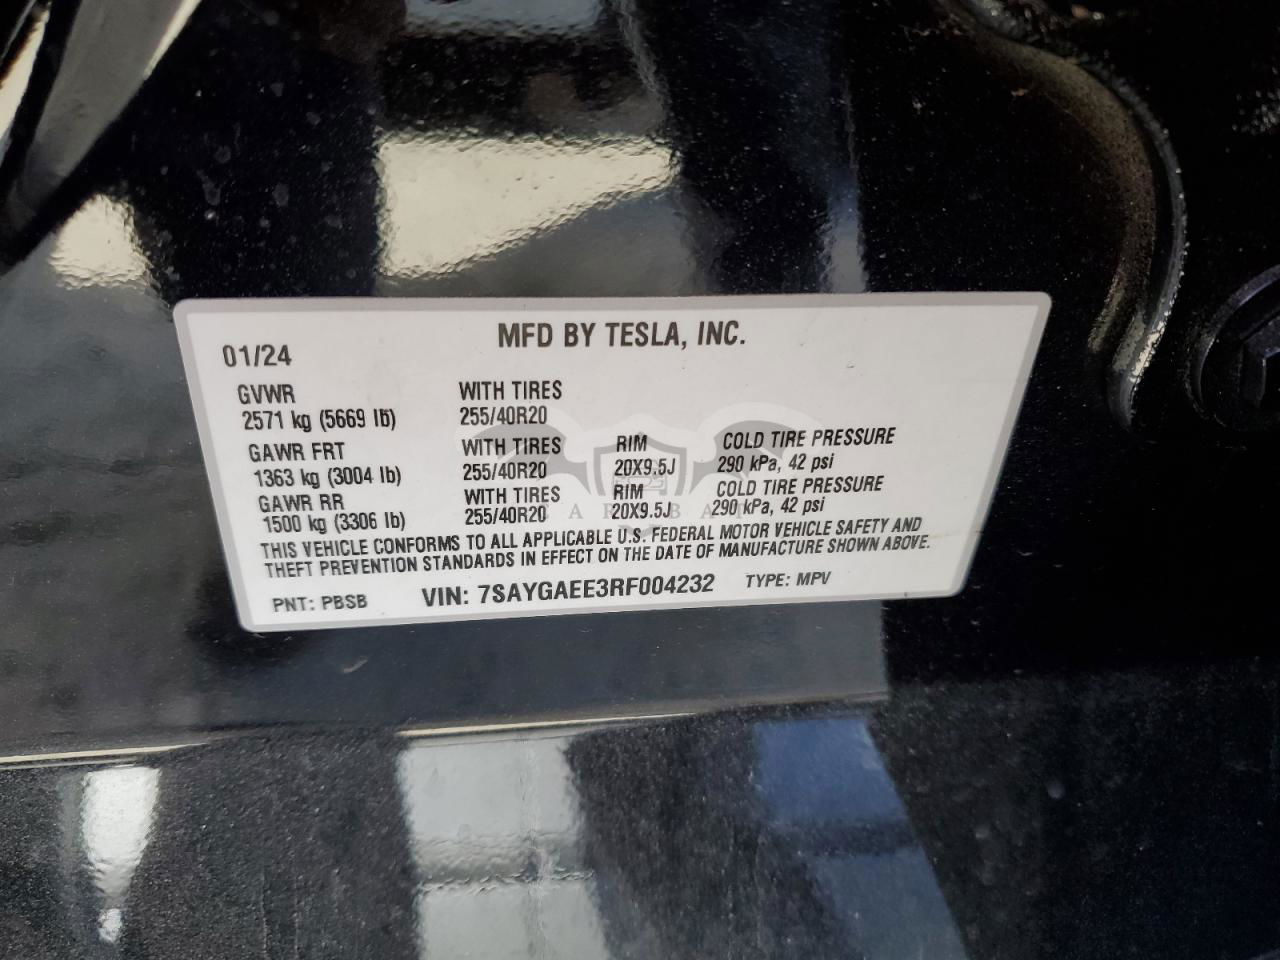 MFD BY TESLA, INC.
01/24
GVWR WITH TIRES
2571 kg (5669 lb) 255/40R20
GAWR FRT WITH TIRES RIM COLD TIRE PRESSURE
1363 kg (3004 lb) 255/40R20 20X9.5J 290 kPa, 42 psi
GAWR RR WITH TIRES RIM COLD TIRE PRESSURE
1500 kg (3306 lb) 255/40R20 20X9.5J 290 kPa, 42 psi
CARCBAT
THIS VEHICLE CONFORMS TO ALL APPLICABLE U.S. FEDERAL MOTOR VEHICLE SAFETY AND
THEFT PREVENTION STANDARDS IN EFFECT ON THE DATE OF MANUFACTURE SHOWN ABOVE.
PNT: PBSB VIN: 7SAYGAEE3RF004232 TYPE: MPV